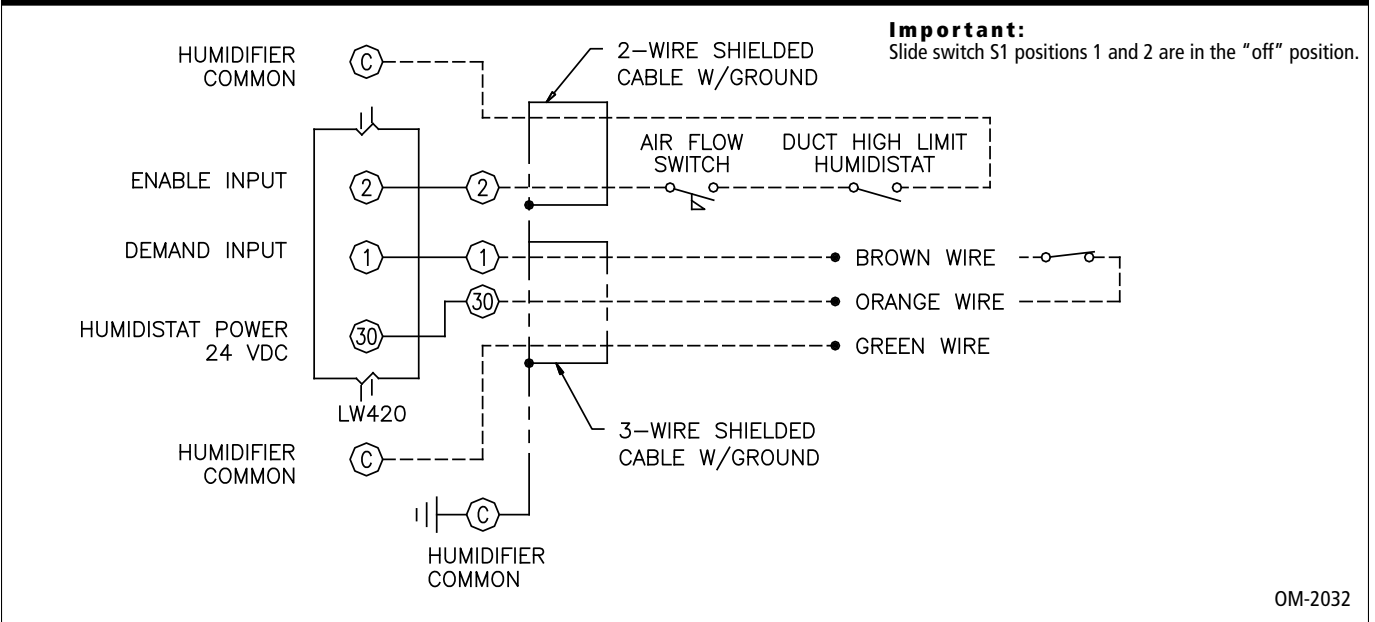 Important:
Slide switch S1 positions 1 and 2 are in the “off” position.
HUMIDIFIER
COMMON
C
2-WIRE SHIELDED
CABLE W/GROUND
AIR FLOW
SWITCH
DUCT HIGH LIMIT
HUMIDISTAT
ENABLE INPUT
2
2
DEMAND INPUT
1
1
BROWN WIRE
30
ORANGE WIRE
HUMIDISTAT POWER
24 VDC
30
GREEN WIRE
LW420
3-WIRE SHIELDED
CABLE W/GROUND
HUMIDIFIER
COMMON
C
C
HUMIDIFIER
COMMON
OM-2032